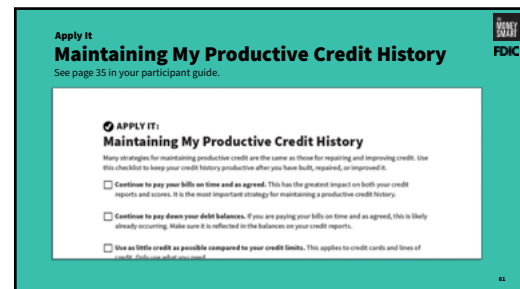 Apply It
MONEY
SMART
Maintaining My Productive Credit History
FDIC
See page 35 in your participant guide.
APPLY IT:
Maintaining My Productive Credit History
Many strategies for maintaining productive credit are the same as those for repairing and improving credit. Use
this checklist to keep your credit history productive after you have built, repaired, or improved it.
Continue to pay your bills on time and as agreed. This has the greatest impact on both your credit
reports and scores. It is the most important strategy for maintaining a productive credit history.
Continue to pay down your debt balances. If you are paying your bills on time and as agreed, this is likely
already occurring. Make sure it is reflected in the balances on your credit reports.
Use as little credit as possible compared to your credit limits. This applies to credit cards and lines of
credit. Only use what you need.
61